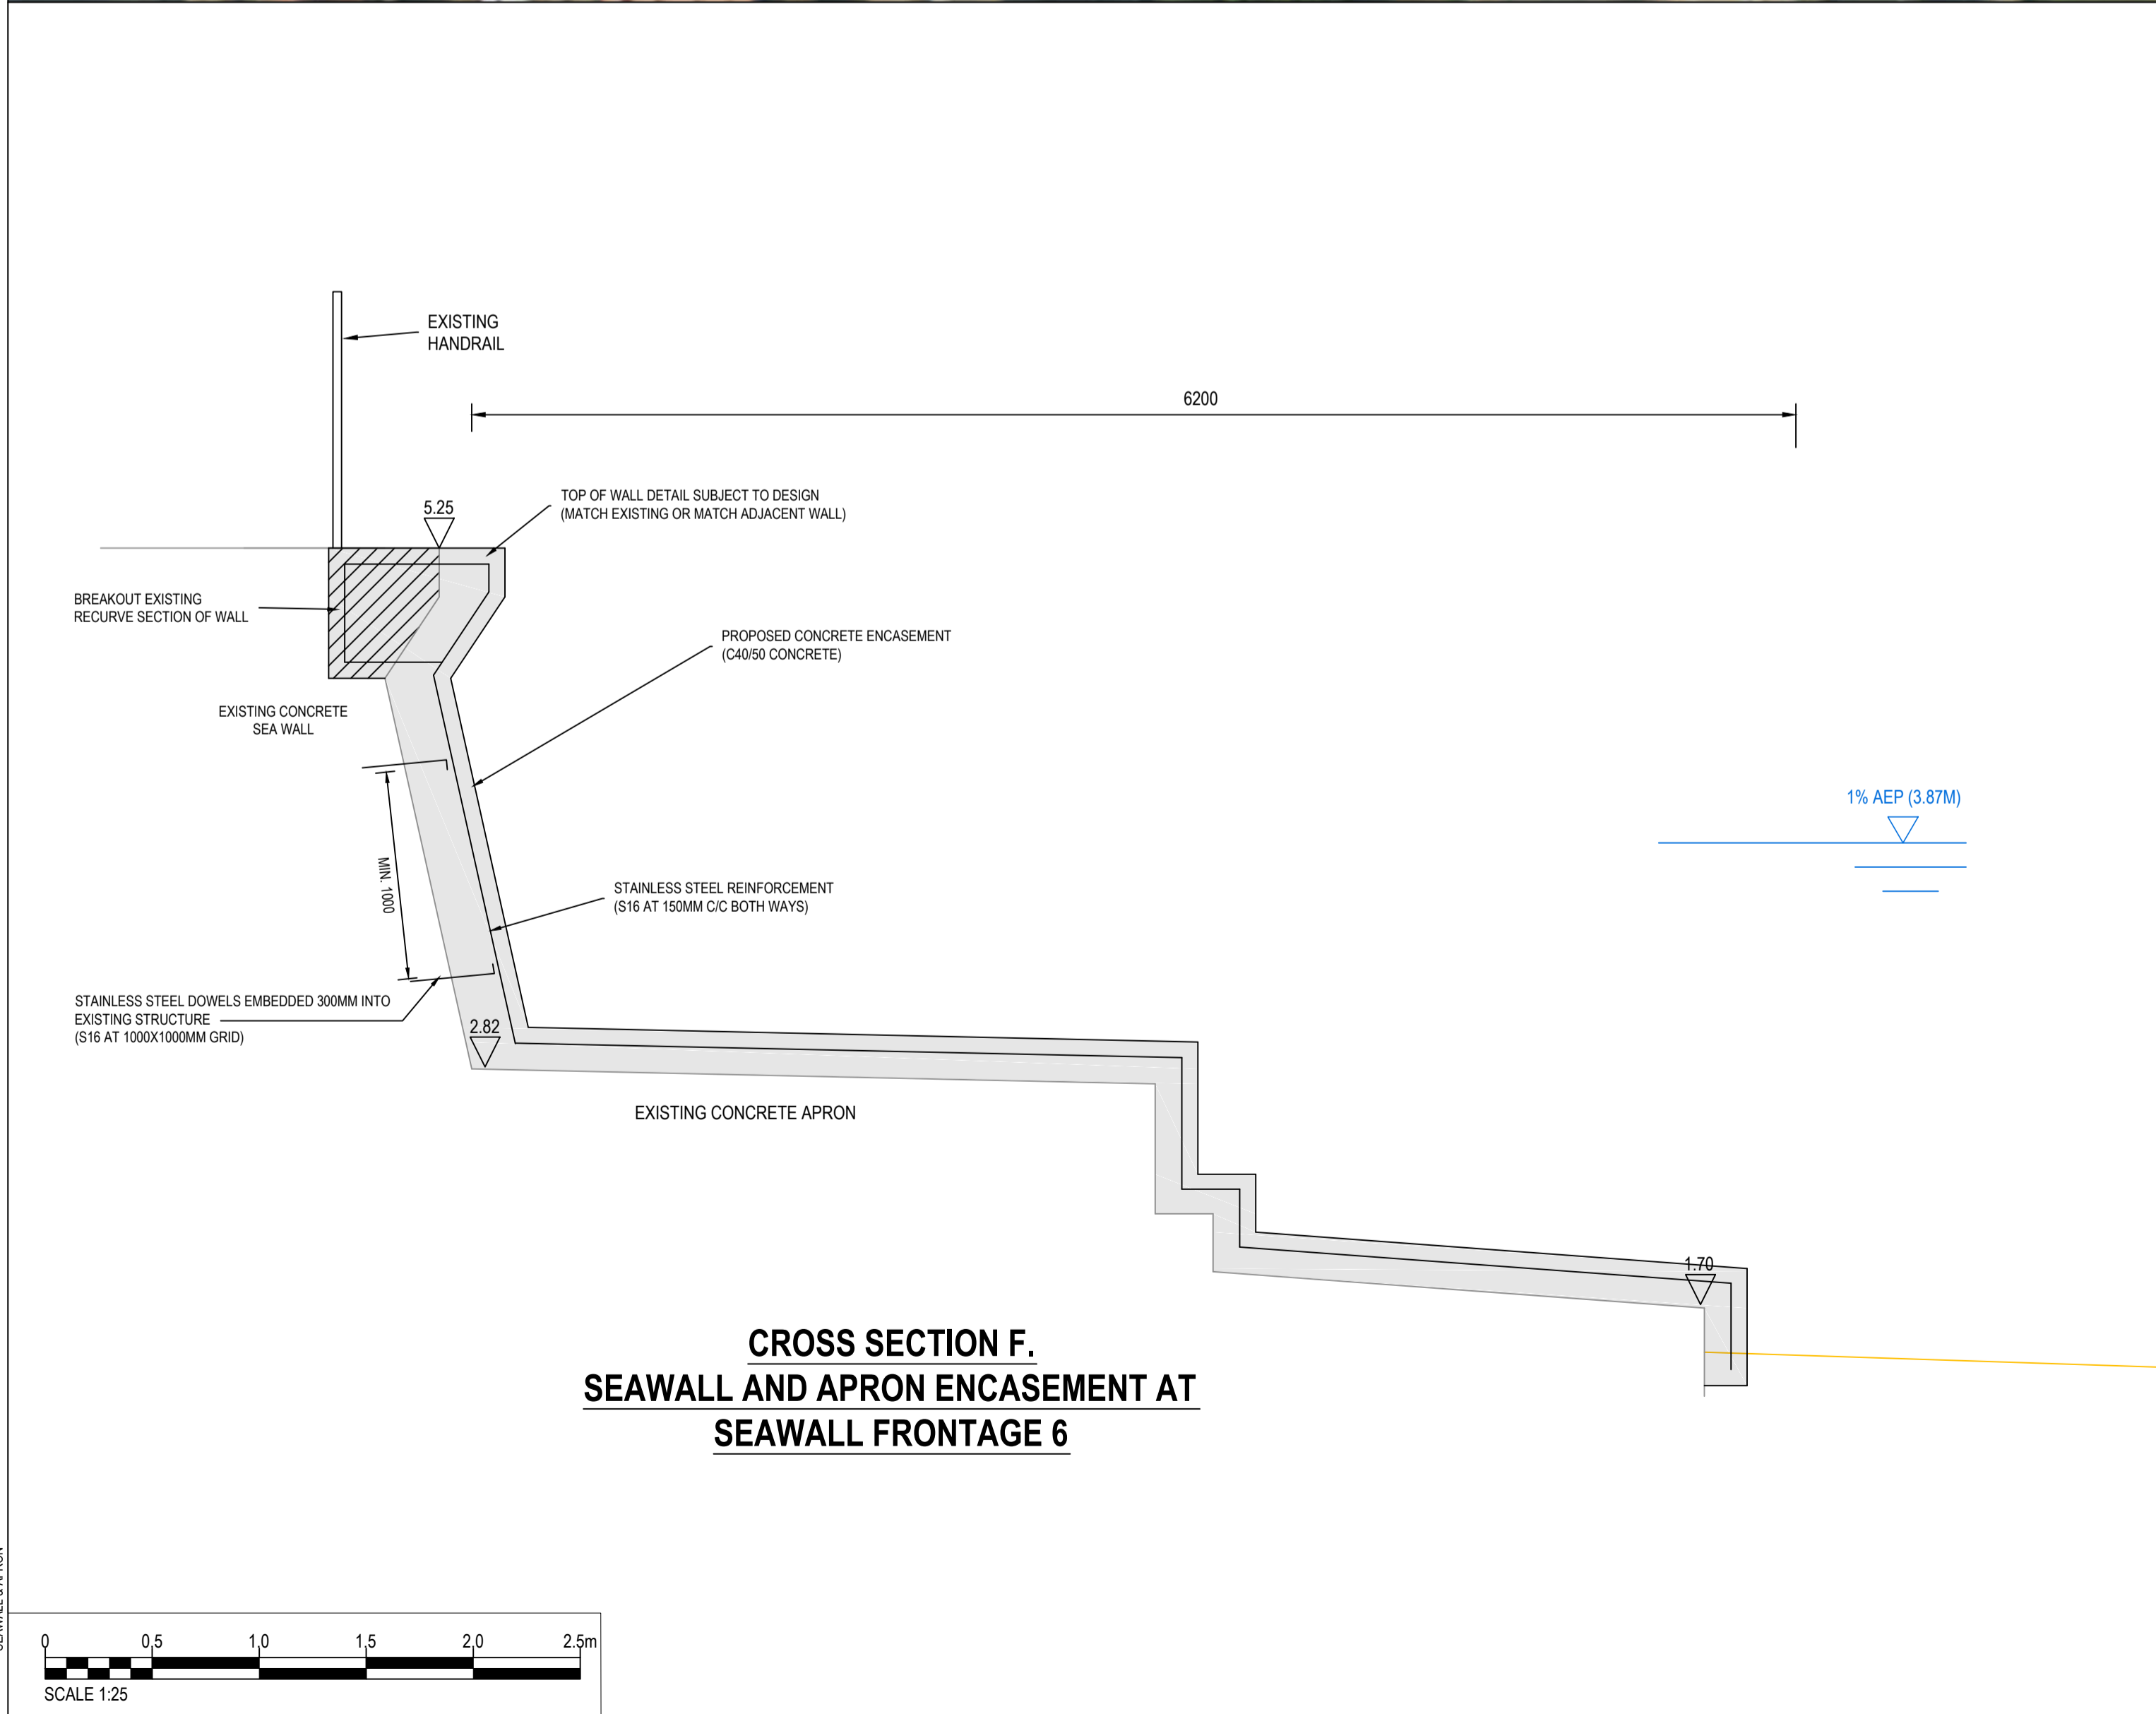 EXISTING
HANDRAIL
6200
5.25
TOP OF WALL DETAIL SUBJECT TO DESIGN
(MATCH EXISTING OR MATCH ADJACENT WALL)
BREAKOUT EXISTING
RECURVE SECTION OF WALL
PROPOSED CONCRETE ENCASEMENT
(C40/50 CONCRETE)
EXISTING CONCRETE
SEA WALL
1% AEP (3.87M)
MIN. 1000
STAINLESS STEEL REINFORCEMENT
(S16 AT 150MM C/C BOTH WAYS)
STAINLESS STEEL DOWELS EMBEDDED 300MM INTO
EXISTING STRUCTURE
(S16 AT 1000X1000MM GRID)
2.82
EXISTING CONCRETE APRON
1.70
CROSS SECTION F.
SEAWALL AND APRON ENCASEMENT AT
SEAWALL FRONTAGE 6
0 0.5 1.0 1.5 2.0 2.5m
SCALE 1:25